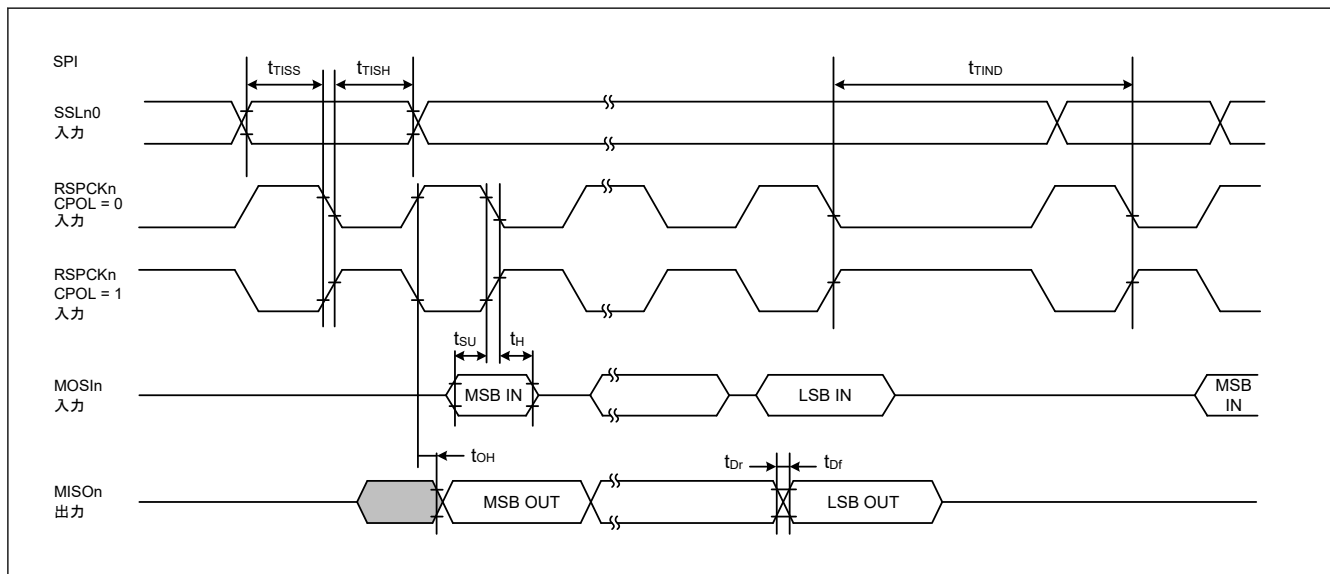 SPI
tTISS
tTISH
tTIND
SSLn0
入力
RSPCKn
CPOL = 0
入力
RSPCKn
CPOL = 1
入力
tSU
tH
MOSIn
入力
MSB IN
LSB IN
MSB
IN
tOH
tDr
tDf
MISOn
出力
MSB OUT
LSB OUT